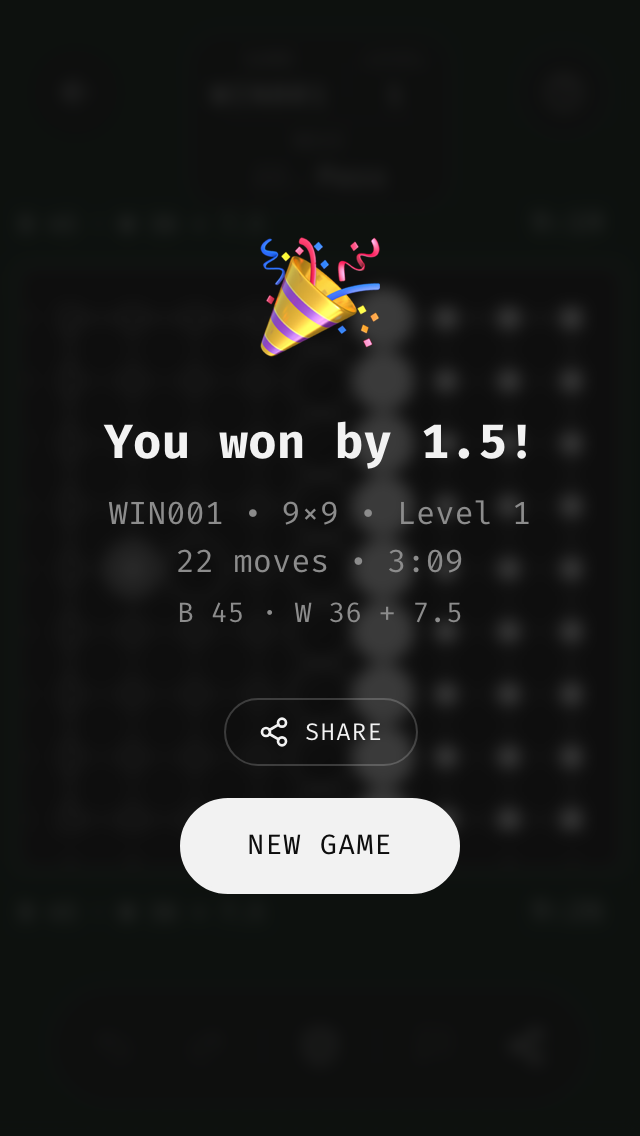 You won by 1.5!
WIN001 • 9×9 • Level 1
22 moves • 3:09
B 45 · W 36 + 7.5
SHARE
NEW GAME